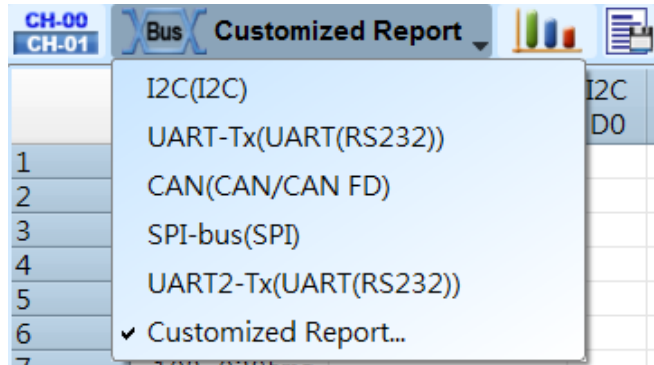 CH-00
CH-01
Bus Customized Report
I2C(I2C)
I2C
UART-Tx(UART(RS232))
D0
1
CAN(CAN/CAN FD)
2
3
SPI-bus(SPI)
4
UART2-Tx(UART(RS232))
5
6
Customized Report...
7